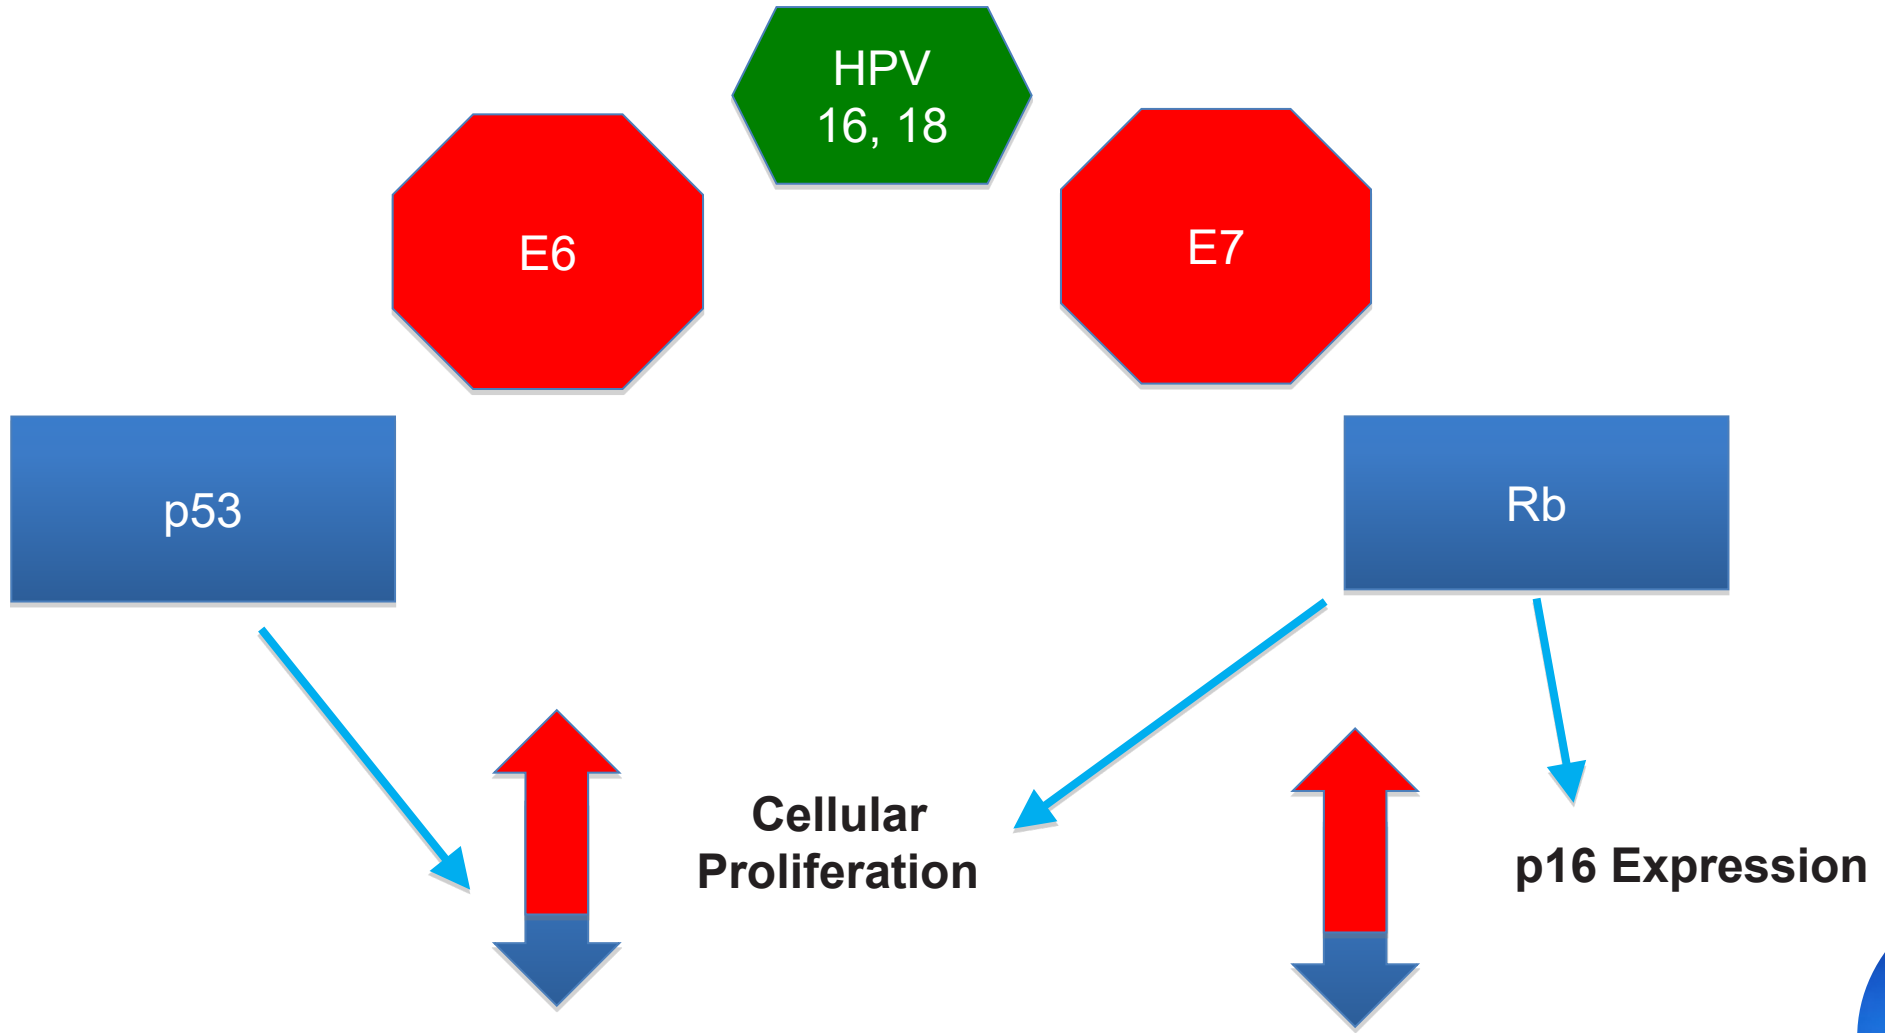 HPV
16, 18
E6
E7
p53
Rb
Cellular
Proliferation
p16 Expression